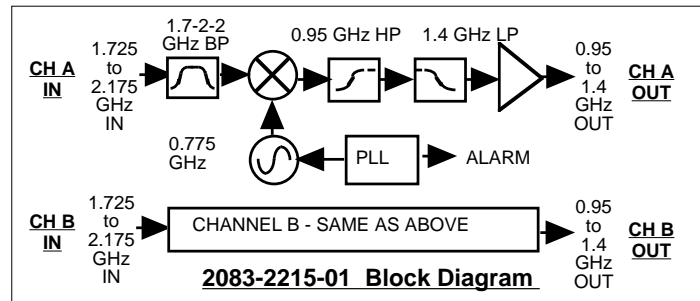 1.7-2-2
GHz BP
0.95 GHz HP
1.4 GHz LP
CH A
IN
1.725
to
2.175
GHz
IN
0.95
to
1.4
GHz
OUT
CH A
OUT
0.775
GHz
PLL
ALARM
CH B
IN
1.725
to
2.175
GHz
IN
CHANNEL B - SAME AS ABOVE
0.95
to
1.4
GHz
OUT
CH B
OUT
2083-2215-01 Block Diagram